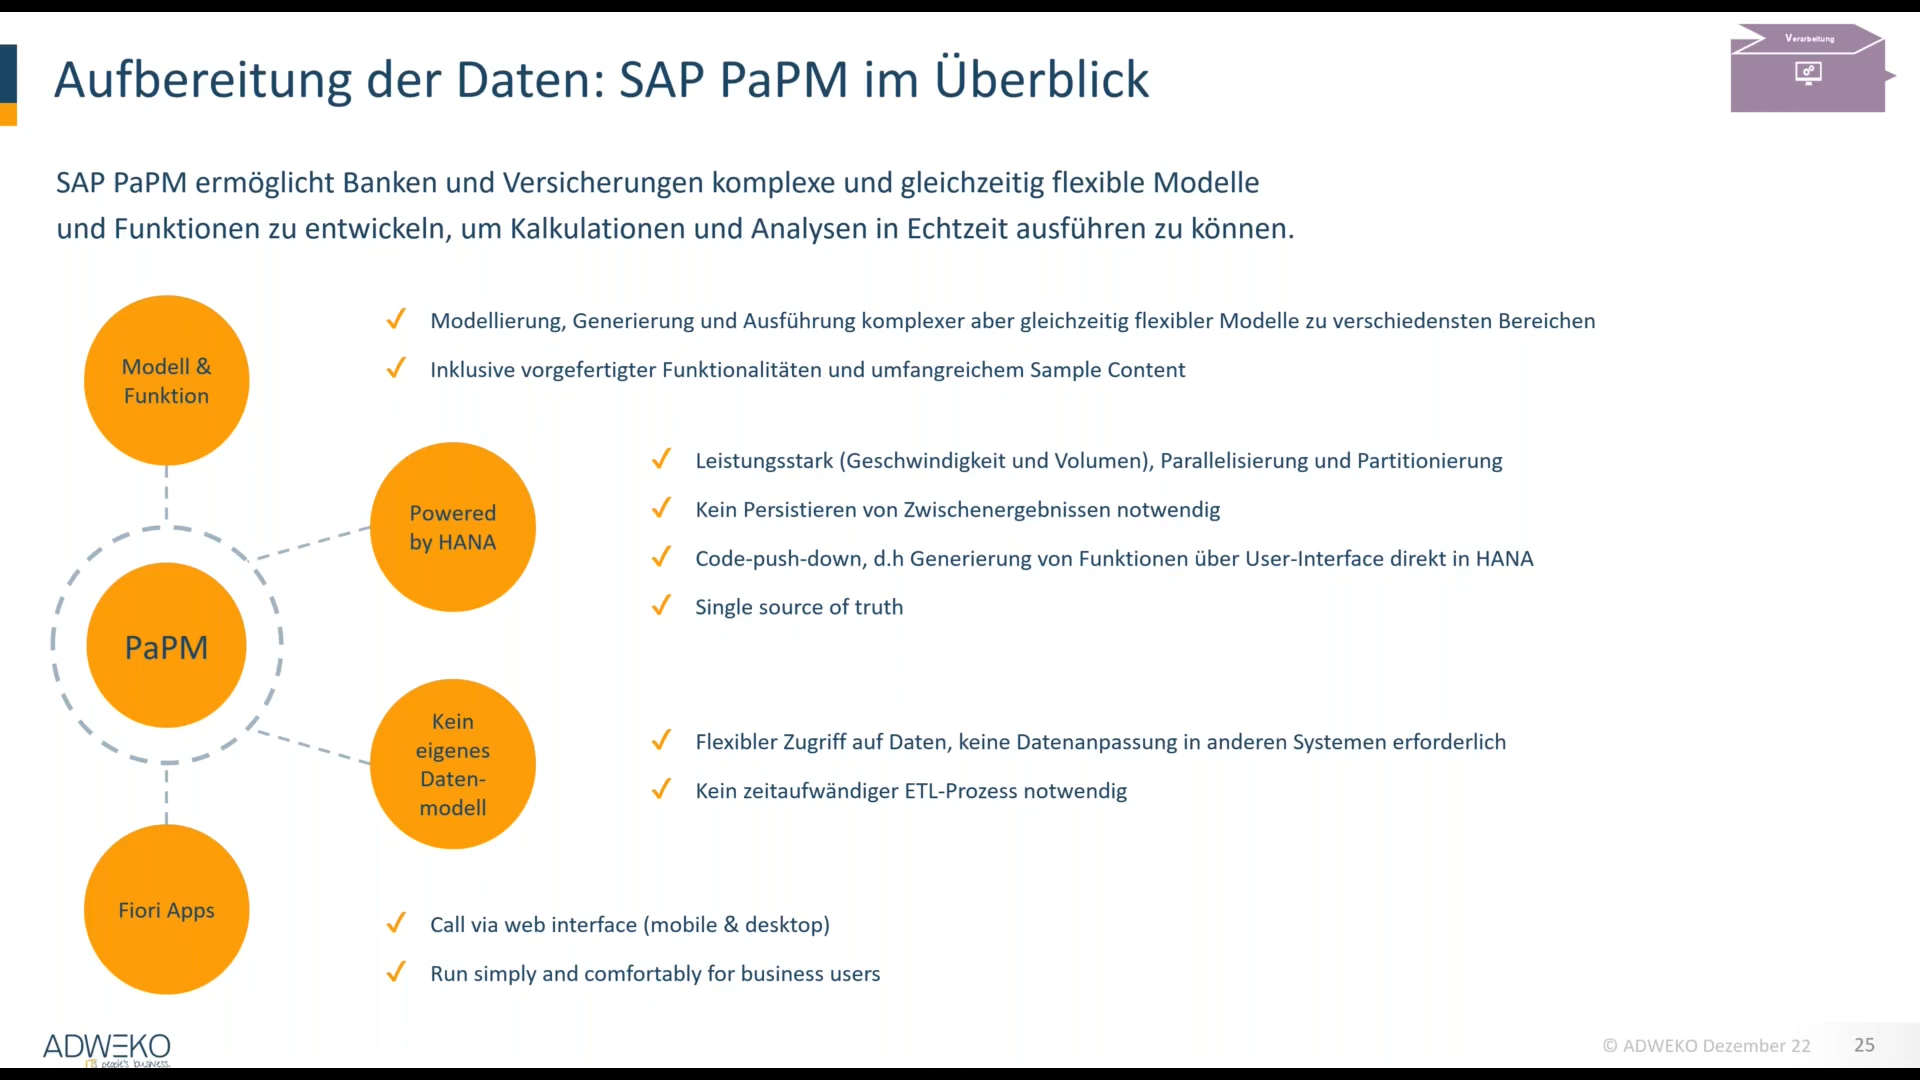 Verarbeitung
Aufbereitung der Daten: SAP PaPM im Überblick
SAP PaPM ermöglicht Banken und Versicherungen komplexe und gleichzeitig flexible Modelle
und Funktionen zu entwickeln, um Kalkulationen und Analysen in Echtzeit ausführen zu können.
Modell &
Funktion
✓ Modellierung, Generierung und Ausführung komplexer aber gleichzeitig flexibler Modelle zu verschiedensten Bereichen
✓ Inklusive vorgefertigter Funktionalitäten und umfangreichem Sample Content
Powered
by HANA
✓ Leistungsstark (Geschwindigkeit und Volumen), Parallelisierung und Partitionierung
✓ Kein Persistieren von Zwischenergebnissen notwendig
✓ Code-push-down, d.h Generierung von Funktionen über User-Interface direkt in HANA
✓ Single source of truth
PaPM
Kein
eigenes
Daten-
modell
✓ Flexibler Zugriff auf Daten, keine Datenanpassung in anderen Systemen erforderlich
✓ Kein zeitaufwändiger ETL-Prozess notwendig
Fiori Apps
✓ Call via web interface (mobile & desktop)
✓ Run simply and comfortably for business users
ADWEKO
IT's people's business.
© ADWEKO Dezember 22
25